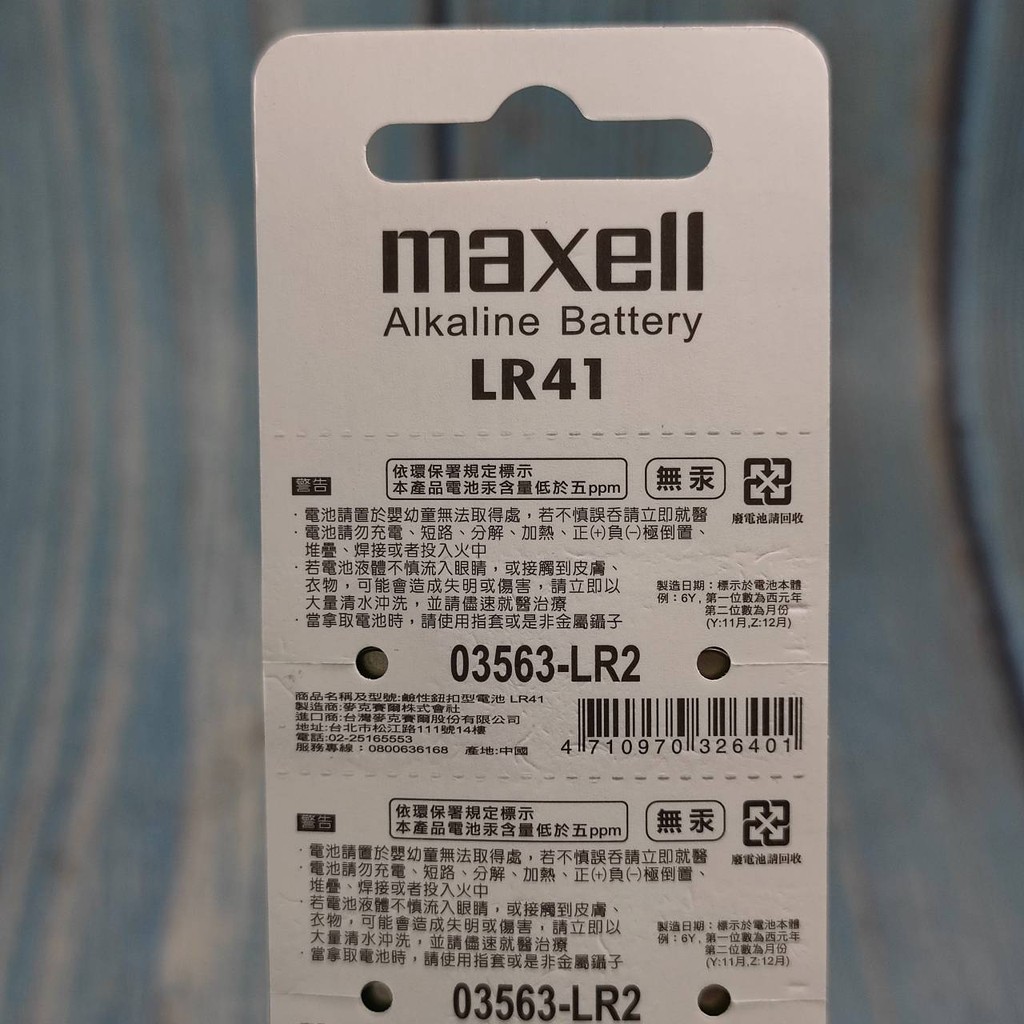 maxell
Alkaline Battery
LR41
警告
依環保署規定標示
本產品電池汞含量低於五ppm
無汞
廢電池請回收
·電池請置於嬰幼童無法取得處，若不慎誤吞請立即就醫
·電池請勿充電、短路、分解、加熱、正(+)負(−)極倒置、
堆疊、焊接或者投入火中
·若電池液體不慎流入眼睛，或接觸到皮膚、
衣物，可能會造成失明或傷害，請立即以
大量清水沖洗，並請儘速就醫治療
·當拿取電池時，請使用指套或是非金屬鑷子
製造日期：標示於電池本體
例：6Y，第一位數為西元年
第二位數為月份
(Y:11月,Z:12月)
03563-LR2
商品名稱及型號:鹼性鈕扣型電池 LR41
製造商:麥克賽爾株式會社
進口商:台灣麥克賽爾股份有限公司
地址:台北市松江路111號14樓
電話:02-25165553
服務專線：0800636168 產地:中國
4 710970 326401
警告
依環保署規定標示
本產品電池汞含量低於五ppm
無汞
廢電池請回收
·電池請置於嬰幼童無法取得處，若不慎誤吞請立即就醫
·電池請勿充電、短路、分解、加熱、正(+)負(−)極倒置、
堆疊、焊接或者投入火中
·若電池液體不慎流入眼睛，或接觸到皮膚、
衣物，可能會造成失明或傷害，請立即以
大量清水沖洗，並請儘速就醫治療
·當拿取電池時，請使用指套或是非金屬鑷子
製造日期：標示於電池本體
例：6Y，第一位數為西元年
第二位數為月份
(Y:11月,Z:12月)
03563-LR2